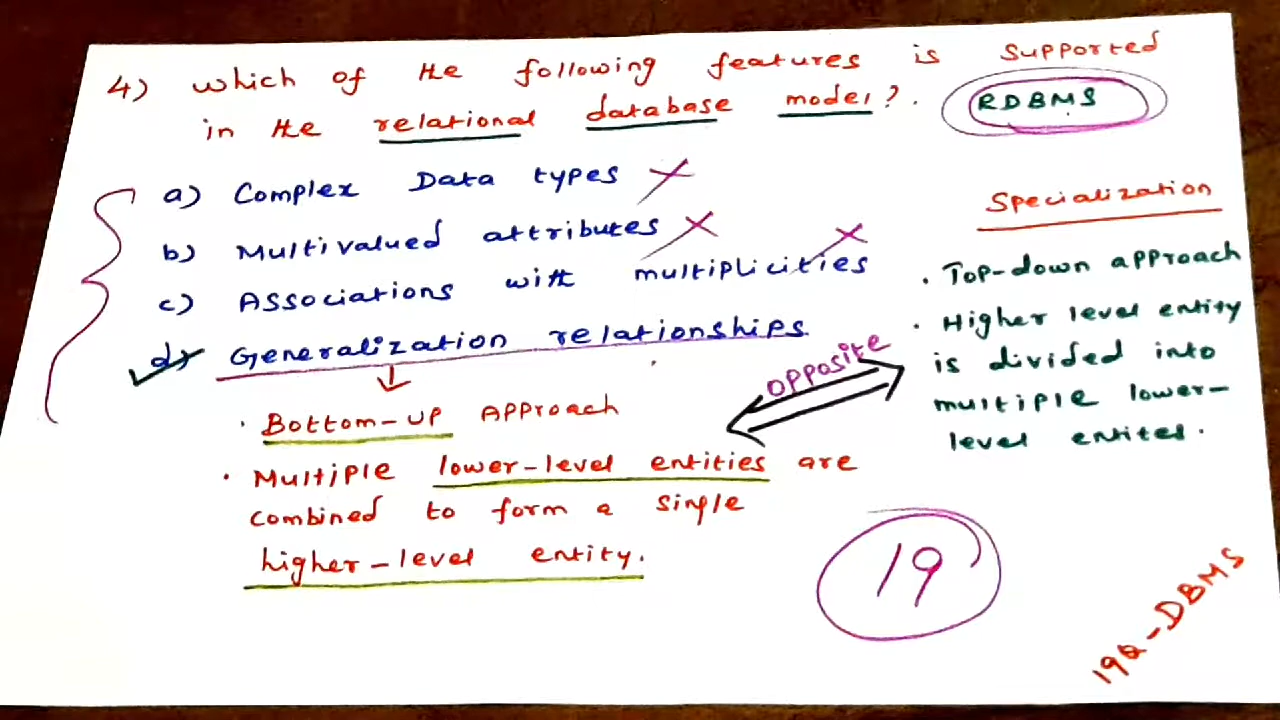 4) which of the following features is supported
in the relational database model?. RDBMS
a) Complex Data types
b) Multivalued attributes
c) Associations with multiplicities
d) Generalization relationships
. Bottom-up Approach
. Multiple lower-level entities are
combined to form a single
higher-level entity.
opposite
Specialization
. Top-down approach
. Higher level entity
is divided into
multiple lower-
level entites.
19
19Q-DBMS